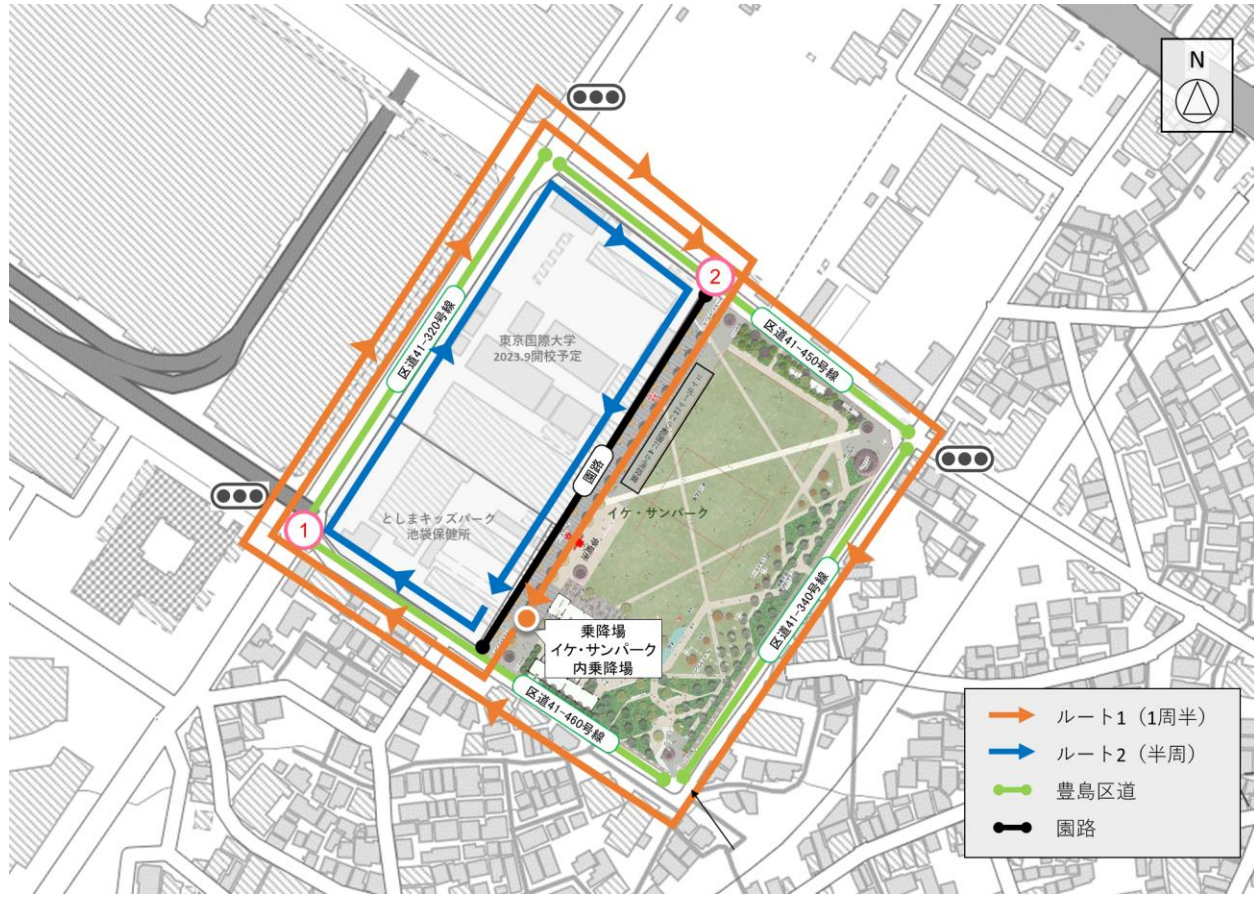 N
2
区道41-450号線
区道41-320号線
東京国際大学
2023.9開校予定
園路
イケ・サンパーク
としまキッズパーク
池袋保健所
1
乗降場
イケ・サンパーク
内乗降場
区道41-340号線
区道41-460号線
ルート1（1周半）
ルート2（半周）
豊島区道
園路